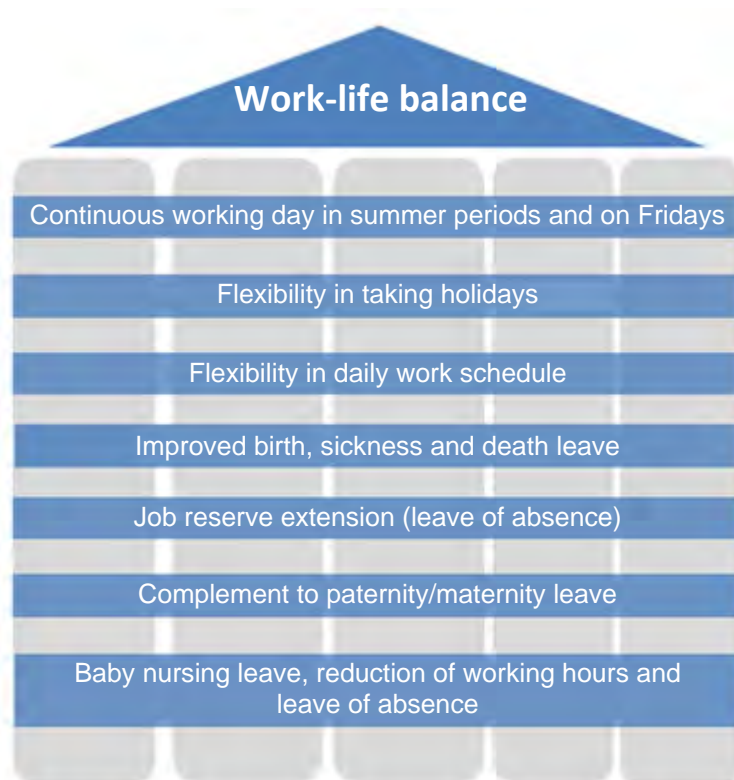 Work-life balance
Continuous working day in summer periods and on Fridays
Flexibility in taking holidays
Flexibility in daily work schedule
Improved birth, sickness and death leave
Job reserve extension (leave of absence)
Complement to paternity/maternity leave
Baby nursing leave, reduction of working hours and
leave of absence